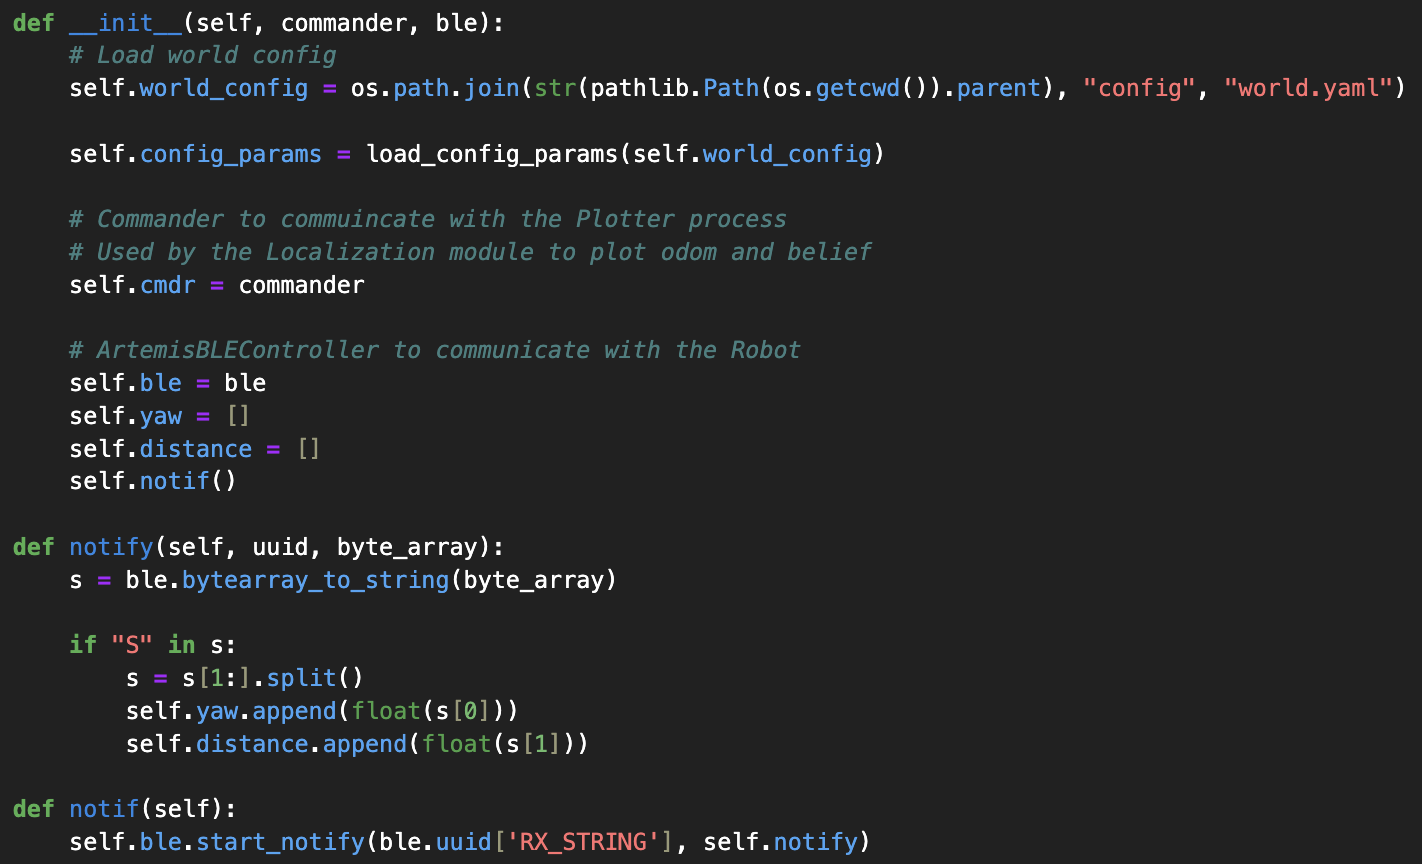 def __init__(self, commander, ble):
    # Load world config
    self.world_config = os.path.join(str(pathlib.Path(os.getcwd()).parent), "config", "world.yaml")

    self.config_params = load_config_params(self.world_config)

    # Commander to commuincate with the Plotter process
    # Used by the Localization module to plot odom and belief
    self.cmdr = commander

    # ArtemisBLEController to communicate with the Robot
    self.ble = ble
    self.yaw = []
    self.distance = []
    self.notif()

def notify(self, uuid, byte_array):
    s = ble.bytearray_to_string(byte_array)

    if "S" in s:
        s = s[1:].split()
        self.yaw.append(float(s[0]))
        self.distance.append(float(s[1]))

def notif(self):
    self.ble.start_notify(ble.uuid['RX_STRING'], self.notify)